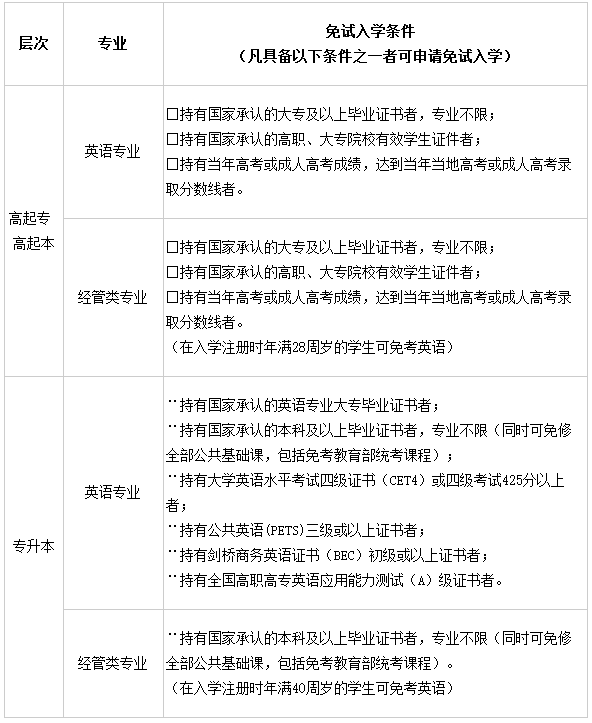 层次
专业
免试入学条件
（凡具备以下条件之一者可申请免试入学）
高起专
高起本
英语专业
□持有国家承认的大专及以上毕业证书者，专业不限；
□持有国家承认的高职、大专院校有效学生证件者；
□持有当年高考或成人高考成绩，达到当年当地高考或成人高考录
取分数线者。
经管类专业
□持有国家承认的大专及以上毕业证书者，专业不限；
□持有国家承认的高职、大专院校有效学生证件者；
□持有当年高考或成人高考成绩，达到当年当地高考或成人高考录
取分数线者。
（在入学注册时年满28周岁的学生可免考英语）
专升本
英语专业
¨持有国家承认的英语专业大专毕业证书者；
¨持有国家承认的本科及以上毕业证书者，专业不限（同时可免修
全部公共基础课，包括免考教育部统考课程）；
¨持有大学英语水平考试四级证书（CET4）或四级考试425分以上
者；
¨持有公共英语(PETS)三级或以上证书者；
¨持有剑桥商务英语证书（BEC）初级或以上证书者；
¨持有全国高职高专英语应用能力测试（A）级证书者。
经管类专业
¨持有国家承认的本科及以上毕业证书者，专业不限（同时可免修
全部公共基础课，包括免考教育部统考课程）。
（在入学注册时年满40周岁的学生可免考英语）